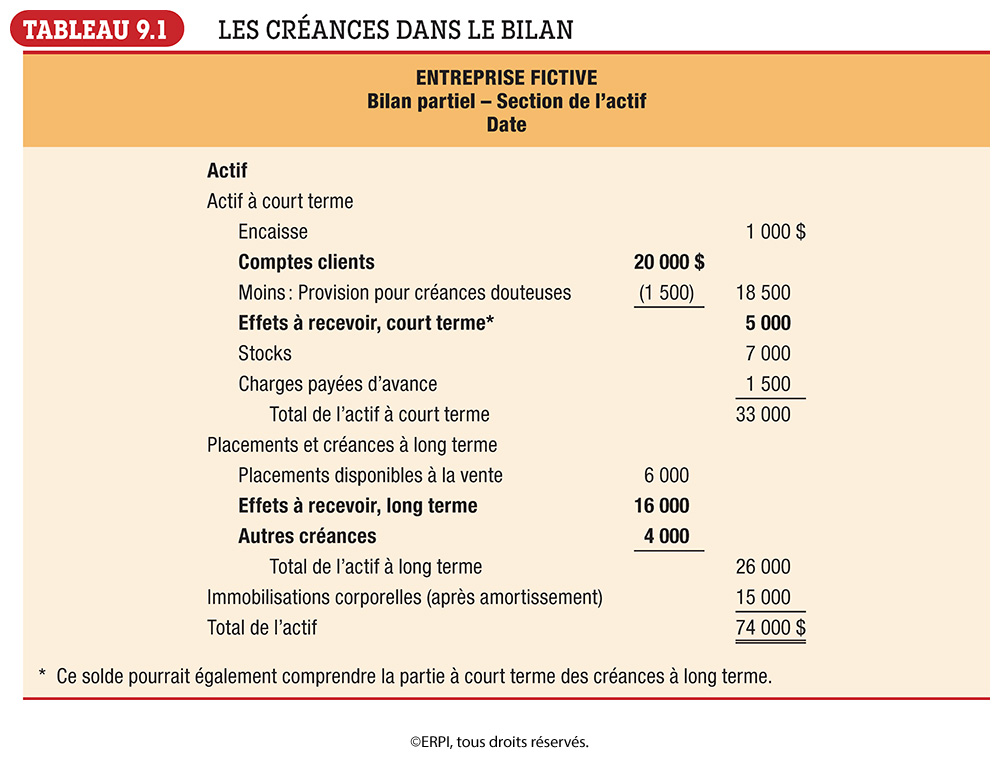 TABLEAU 9.1 LES CRÉANCES DANS LE BILAN
ENTREPRISE FICTIVE
Bilan partiel – Section de l’actif
Date
Actif
Actif à court terme
Encaisse 1 000 $
Comptes clients 20 000 $
Moins : Provision pour créances douteuses (1 500) 18 500
Effets à recevoir, court terme* 5 000
Stocks 7 000
Charges payées d’avance 1 500
Total de l’actif à court terme 33 000
Placements et créances à long terme
Placements disponibles à la vente 6 000
Effets à recevoir, long terme 16 000
Autres créances 4 000
Total de l’actif à long terme 26 000
Immobilisations corporelles (après amortissement) 15 000
Total de l’actif 74 000 $
* Ce solde pourrait également comprendre la partie à court terme des créances à long terme.
©ERPI, tous droits réservés.